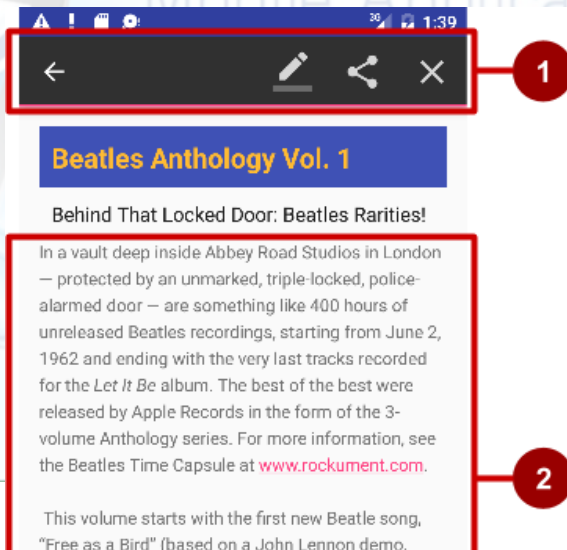 3G 1:39
1
Beatles Anthology Vol. 1
Behind That Locked Door: Beatles Rarities!
In a vault deep inside Abbey Road Studios in London
— protected by an unmarked, triple-locked, police-
alarmed door — are something like 400 hours of
unreleased Beatles recordings, starting from June 2,
1962 and ending with the very last tracks recorded
for the Let It Be album. The best of the best were
released by Apple Records in the form of the 3-
volume Anthology series. For more information, see
the Beatles Time Capsule at www.rockument.com.
2
This volume starts with the first new Beatle song,
“Free as a Bird” (based on a John Lennon demo,